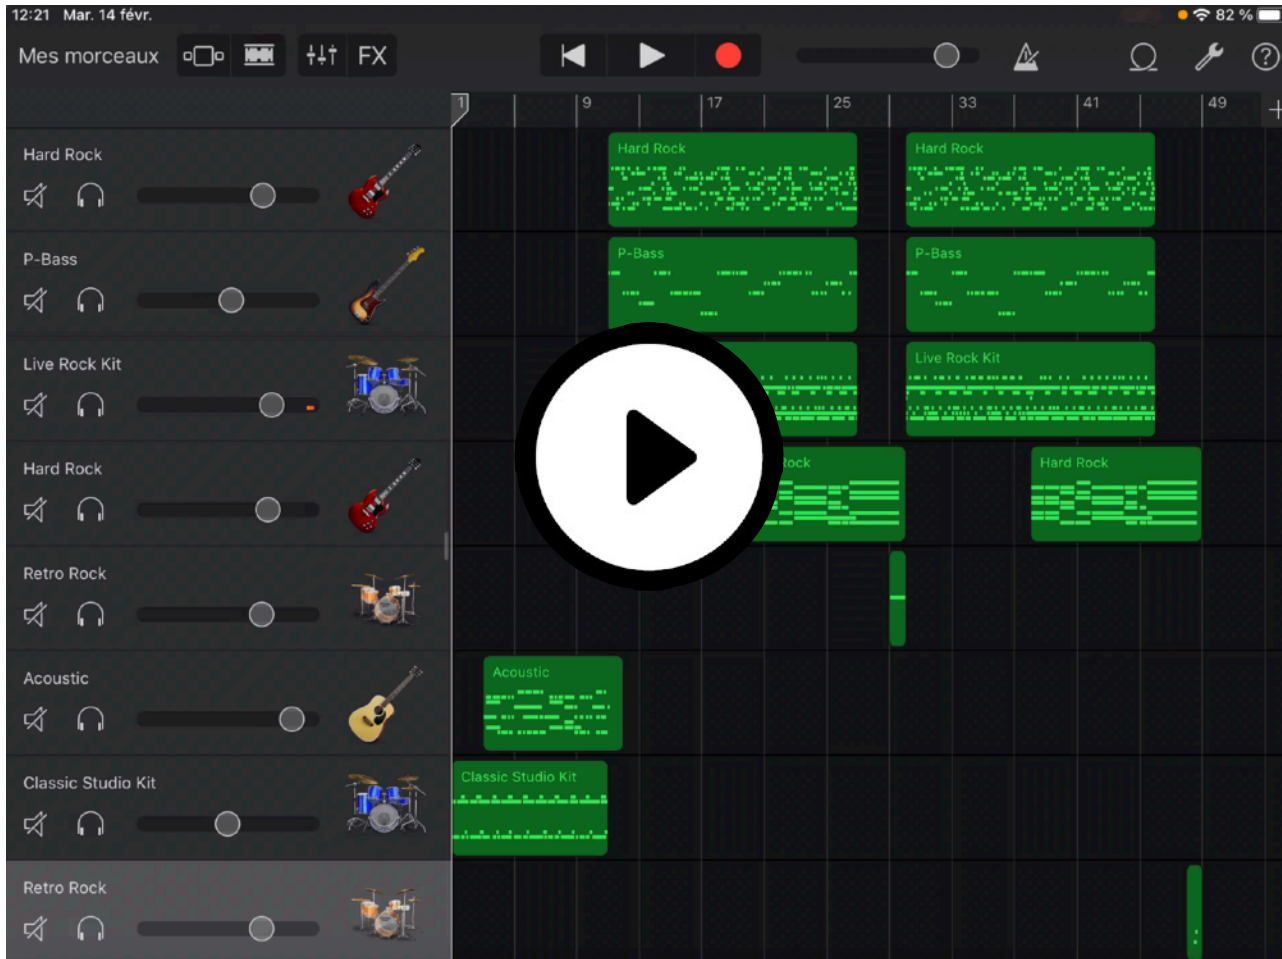 12:21 Mar. 14 févr.
82 %
Mes morceaux
FX
1
9
17
25
33
41
49
Hard Rock
Hard Rock
Hard Rock
P-Bass
P-Bass
P-Bass
Live Rock Kit
Live Rock Kit
Hard Rock
Rock
Hard Rock
Retro Rock
Acoustic
Acoustic
Classic Studio Kit
Classic Studio Kit
Retro Rock